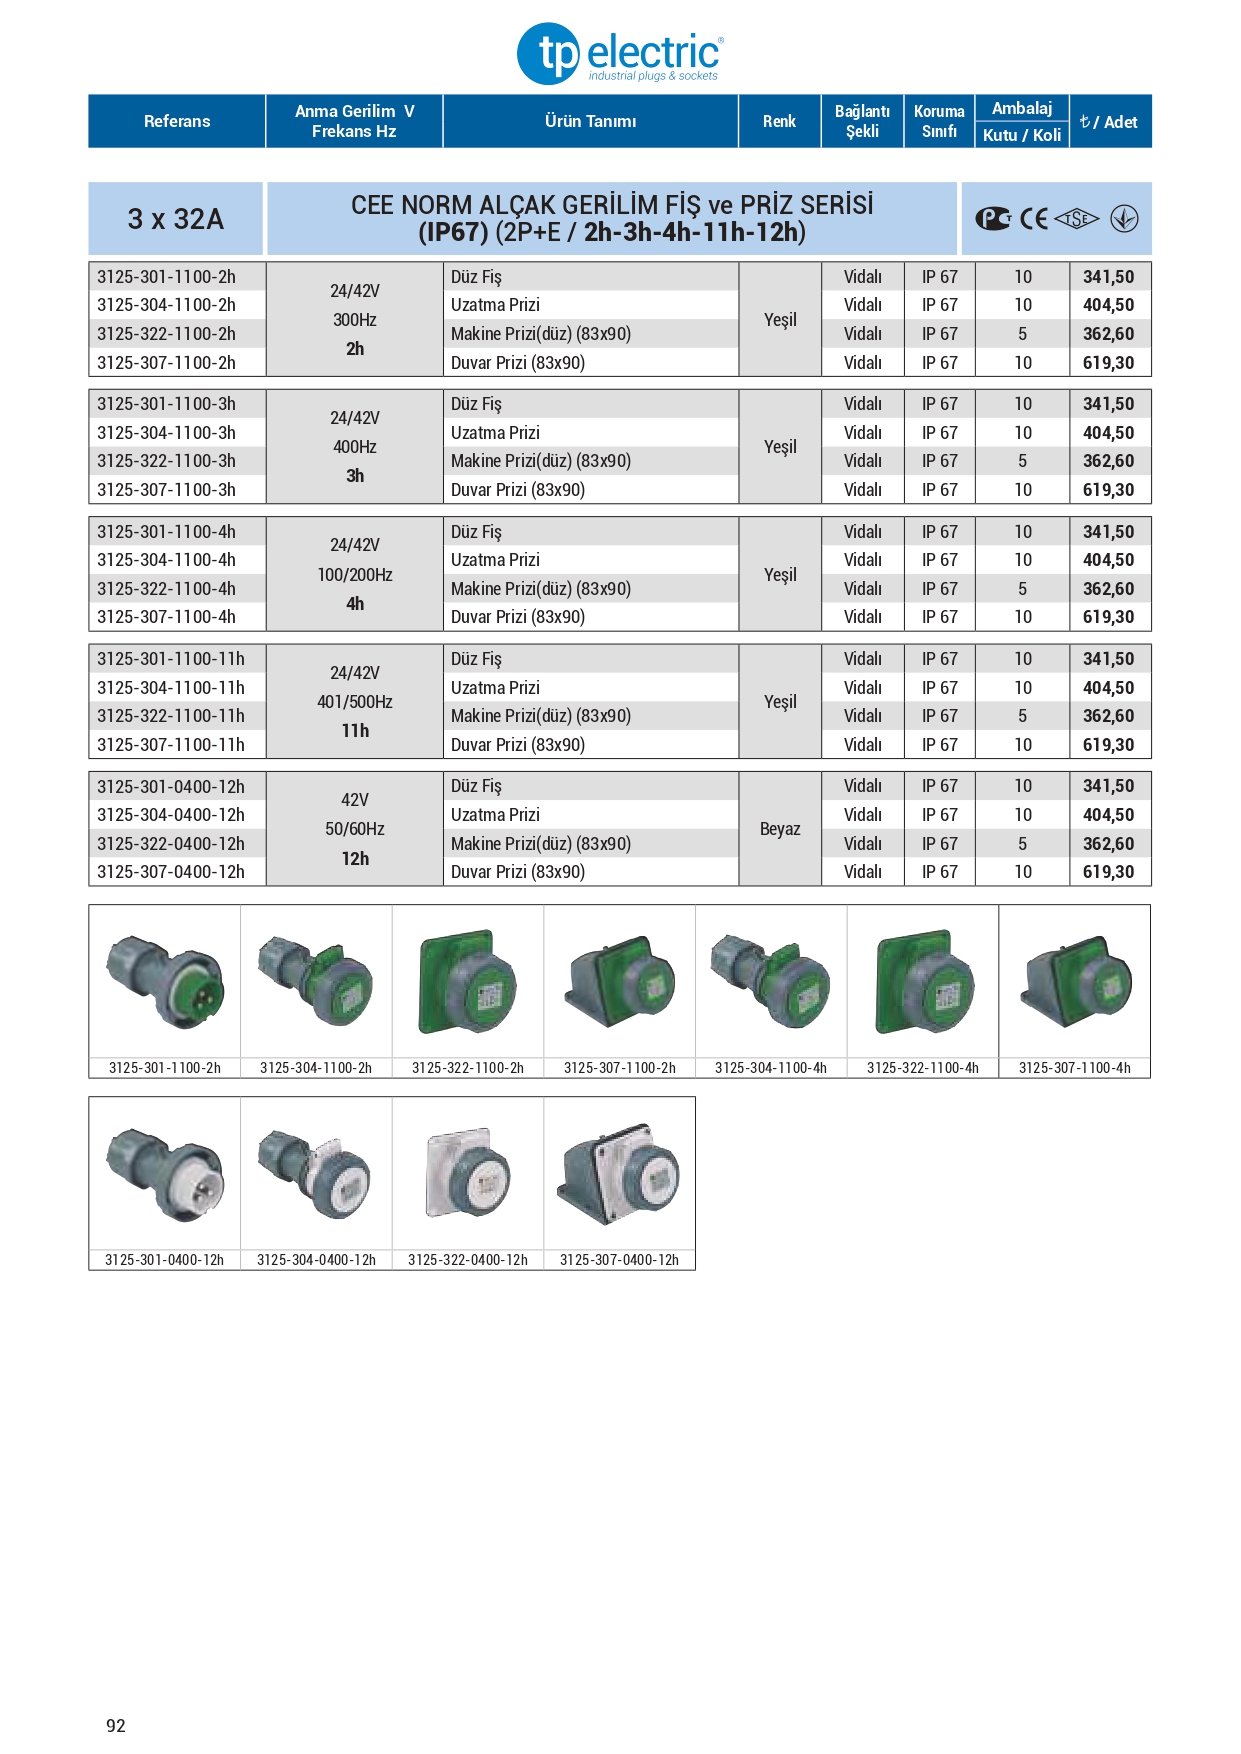 tp electric®
industrial plugs & sockets
Referans | Anma Gerilim V Frekans Hz | Ürün Tanımı | Renk | Bağlantı Şekli | Koruma Sınıfı | Ambalaj Kutu / Koli | ₺ / Adet
3 x 32A
CEE NORM ALÇAK GERİLİM FİŞ ve PRİZ SERİSİ
(IP67) (2P+E / 2h-3h-4h-11h-12h)
PCT CE TSE
24/42V 300Hz 2h | Yeşil
3125-301-1100-2h Düz Fiş Vidalı IP 67 10 341,50
3125-304-1100-2h Uzatma Prizi Vidalı IP 67 10 404,50
3125-322-1100-2h Makine Prizi(düz) (83x90) Vidalı IP 67 5 362,60
3125-307-1100-2h Duvar Prizi (83x90) Vidalı IP 67 10 619,30
24/42V 400Hz 3h | Yeşil
3125-301-1100-3h Düz Fiş Vidalı IP 67 10 341,50
3125-304-1100-3h Uzatma Prizi Vidalı IP 67 10 404,50
3125-322-1100-3h Makine Prizi(düz) (83x90) Vidalı IP 67 5 362,60
3125-307-1100-3h Duvar Prizi (83x90) Vidalı IP 67 10 619,30
24/42V 100/200Hz 4h | Yeşil
3125-301-1100-4h Düz Fiş Vidalı IP 67 10 341,50
3125-304-1100-4h Uzatma Prizi Vidalı IP 67 10 404,50
3125-322-1100-4h Makine Prizi(düz) (83x90) Vidalı IP 67 5 362,60
3125-307-1100-4h Duvar Prizi (83x90) Vidalı IP 67 10 619,30
24/42V 401/500Hz 11h | Yeşil
3125-301-1100-11h Düz Fiş Vidalı IP 67 10 341,50
3125-304-1100-11h Uzatma Prizi Vidalı IP 67 10 404,50
3125-322-1100-11h Makine Prizi(düz) (83x90) Vidalı IP 67 5 362,60
3125-307-1100-11h Duvar Prizi (83x90) Vidalı IP 67 10 619,30
42V 50/60Hz 12h | Beyaz
3125-301-0400-12h Düz Fiş Vidalı IP 67 10 341,50
3125-304-0400-12h Uzatma Prizi Vidalı IP 67 10 404,50
3125-322-0400-12h Makine Prizi(düz) (83x90) Vidalı IP 67 5 362,60
3125-307-0400-12h Duvar Prizi (83x90) Vidalı IP 67 10 619,30
3125-301-1100-2h 3125-304-1100-2h 3125-322-1100-2h 3125-307-1100-2h 3125-304-1100-4h 3125-322-1100-4h 3125-307-1100-4h
3125-301-0400-12h 3125-304-0400-12h 3125-322-0400-12h 3125-307-0400-12h
92